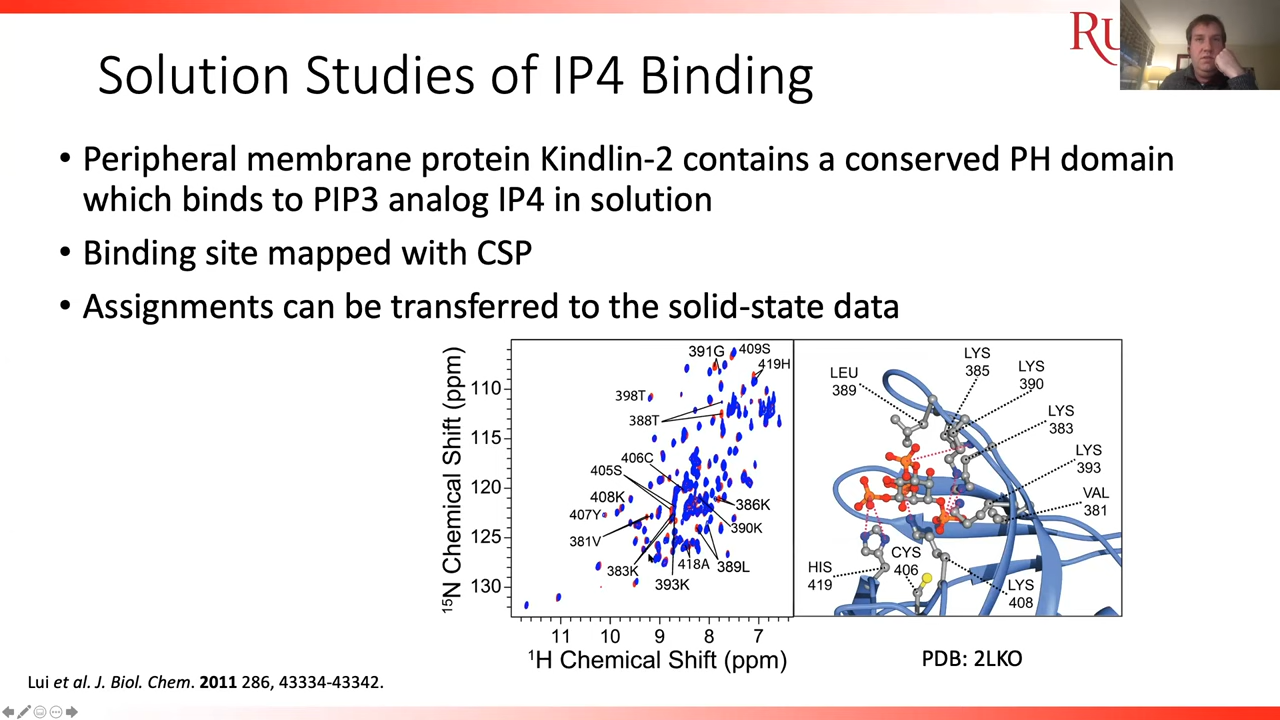 RU
Solution Studies of IP4 Binding
• Peripheral membrane protein Kindlin-2 contains a conserved PH domain
which binds to PIP3 analog IP4 in solution
• Binding site mapped with CSP
• Assignments can be transferred to the solid-state data
15N Chemical Shift (ppm)
110
115
120
125
130
391G
409S
419H
398T
388T
406C
405S
408K
407Y
381V
383K
393K
418A
389L
390K
386K
11 10 9 8 7
1H Chemical Shift (ppm)
LEU
389
LYS
385
LYS
390
LYS
383
LYS
393
VAL
381
HIS
419
CYS
406
LYS
408
PDB: 2LKO
Lui et al. J. Biol. Chem. 2011 286, 43334-43342.